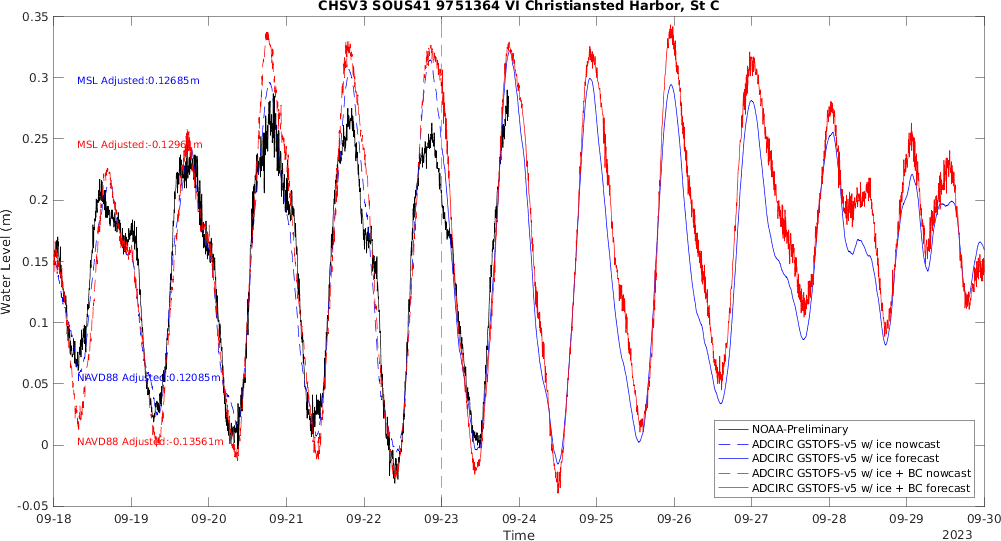 CHSV3 SOUS41 9751364 VI Christiansted Harbor, St C
0.35
0.3
0.25
0.2
0.15
0.1
0.05
0
-0.05
Water Level (m)
MSL Adjusted:0.12685m
MSL Adjusted:-0.12961m
NAVD88 Adjusted:0.12085m
NAVD88 Adjusted:-0.13561m
NOAA-Preliminary
ADCIRC GSTOFS-v5 w/ ice nowcast
ADCIRC GSTOFS-v5 w/ ice forecast
ADCIRC GSTOFS-v5 w/ ice + BC nowcast
ADCIRC GSTOFS-v5 w/ ice + BC forecast
09-18 09-19 09-20 09-21 09-22 09-23 09-24 09-25 09-26 09-27 09-28 09-29 09-30
Time
2023